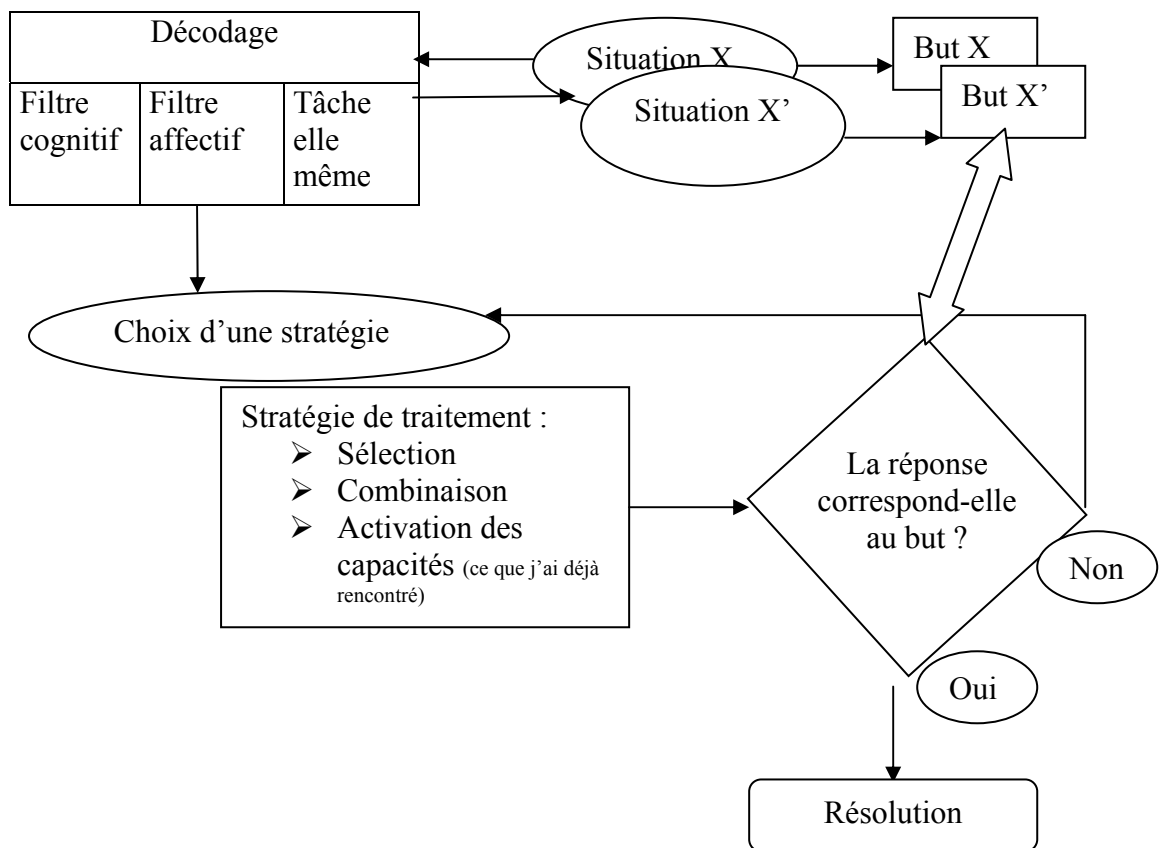 Décodage
Filtre
cognitif
Filtre
affectif
Tâche
elle
même
Situation X
Situation X’
But X
But X’
Choix d’une stratégie
Stratégie de traitement :
➢ Sélection
➢ Combinaison
➢ Activation des
capacités (ce que j’ai déjà
rencontré)
La réponse
correspond-elle
au but ?
Non
Oui
Résolution